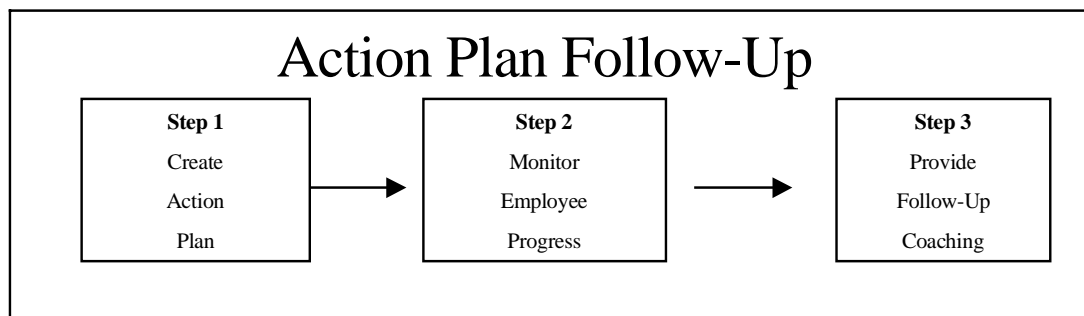 Action Plan Follow-Up
Step 1
Create
Action
Plan
Step 2
Monitor
Employee
Progress
Step 3
Provide
Follow-Up
Coaching